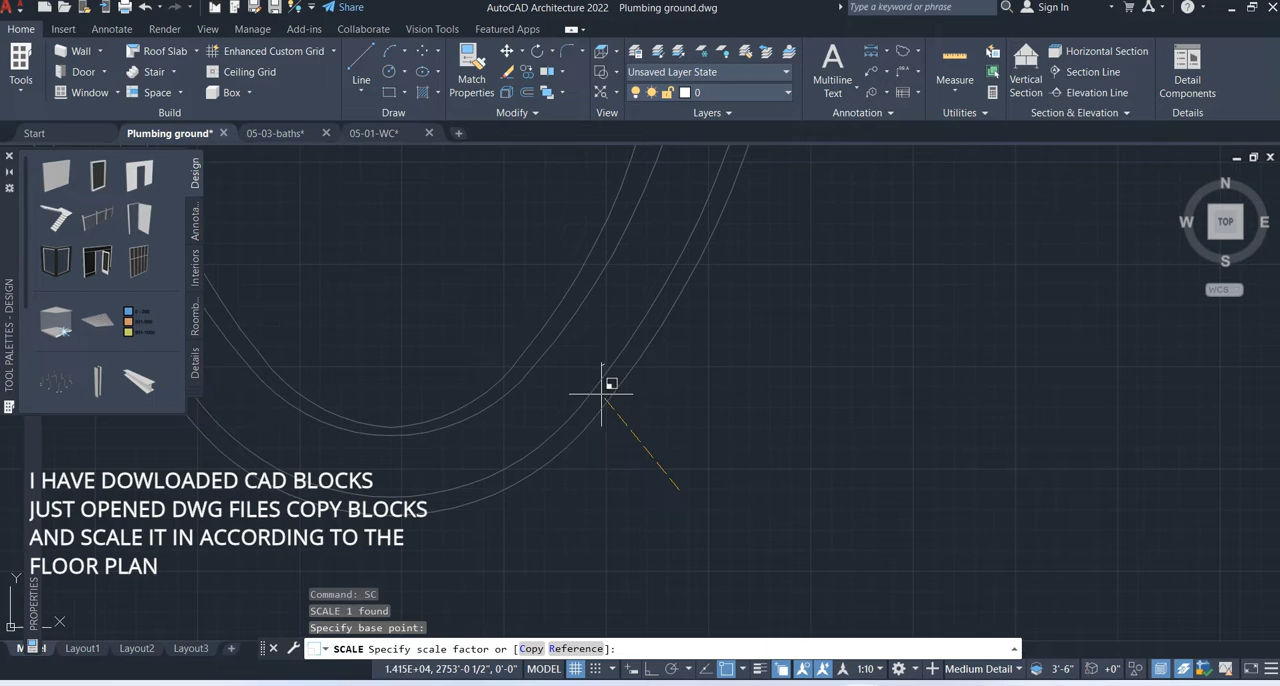 AutoCAD Architecture 2022 Plumbing ground.dwg
Share
Type a keyword or phrase
Sign In
Home Insert Annotate Render View Manage Add-ins Collaborate Vision Tools Featured Apps
Tools
Wall
Door
Window
Roof Slab
Stair
Space
Enhanced Custom Grid
Ceiling Grid
Box
Line
Match
Properties
Unsaved Layer State
0
Multiline
Text
Measure
Vertical
Section
Horizontal Section
Section Line
Elevation Line
Detail
Components
Build
Draw
Modify
View
Layers
Annotation
Utilities
Section & Elevation
Details
Start
Plumbing ground*
05-03-baths*
05-01-WC*
Design
Annota...
Interiors
Roomb...
Details
TOOL PALETTES - DESIGN
N
W
TOP
E
S
WCS
I HAVE DOWLOADED CAD BLOCKS
JUST OPENED DWG FILES COPY BLOCKS
AND SCALE IT IN ACCORDING TO THE
FLOOR PLAN
PROPERTIES
Y
X
Command: SC
SCALE 1 found
Specify base point:
SCALE Specify scale factor or [Copy Reference]:
Layout1
Layout2
Layout3
1.415E+04, 2753'-0 1/2", 0'-0"
MODEL
1:10
Medium Detail
3'-6"
+0"